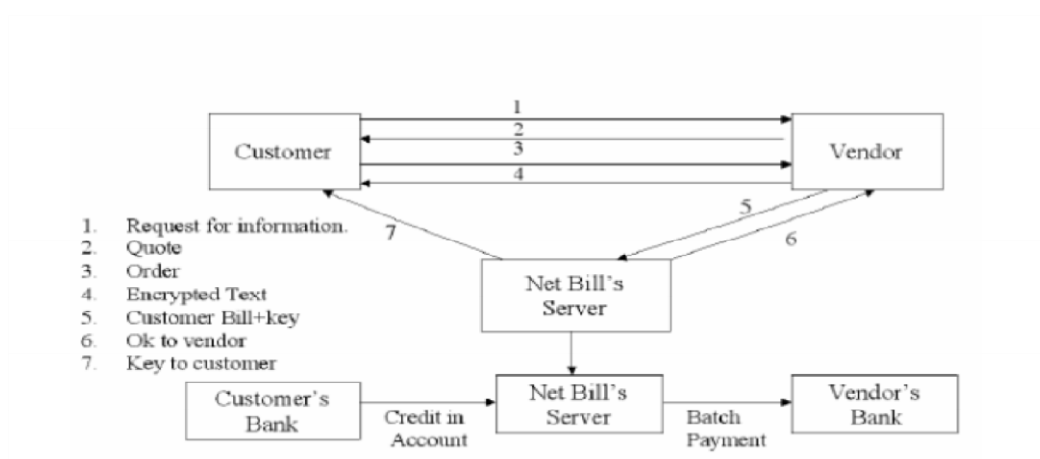 1
2
3
4
Customer
Vendor
5
6
7
1. Request for information.
2. Quote
3. Order
4. Encrypted Text
5. Customer Bill+key
6. Ok to vendor
7. Key to customer
Net Bill's
Server
Customer's
Bank
Credit in
Account
Net Bill's
Server
Batch
Payment
Vendor's
Bank